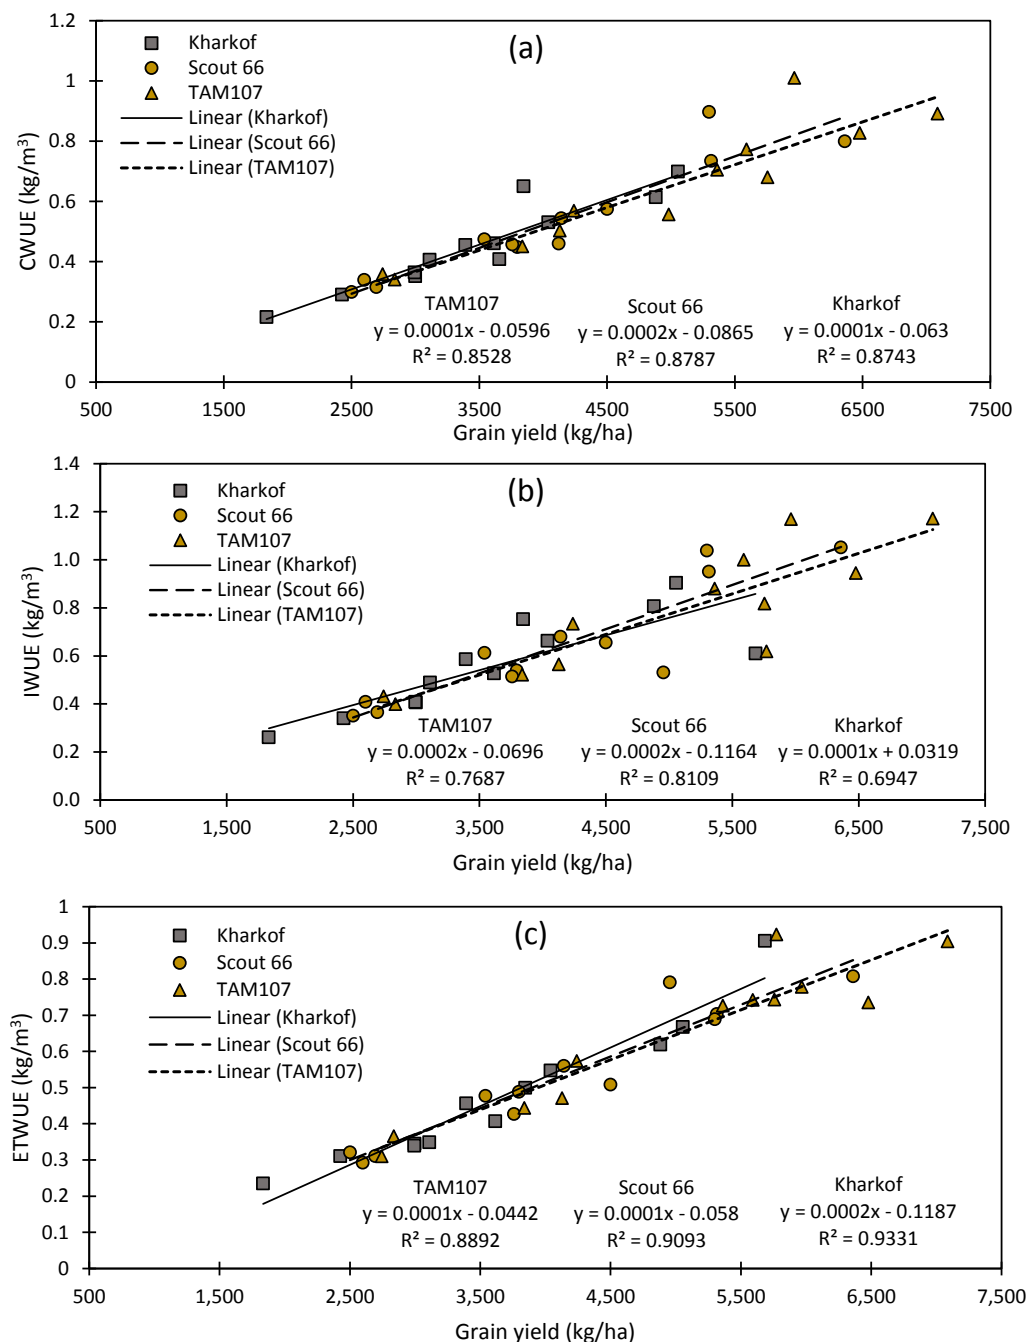 (a)
Kharkof
Scout 66
TAM107
Linear (Kharkof)
Linear (Scout 66)
Linear (TAM107)
CWUE (kg/m³)
1.2
1
0.8
0.6
0.4
0.2
0
TAM107
y = 0.0001x - 0.0596
R² = 0.8528
Scout 66
y = 0.0002x - 0.0865
R² = 0.8787
Kharkof
y = 0.0001x - 0.063
R² = 0.8743
500 1500 2500 3500 4500 5500 6500 7500
Grain yield (kg/ha)
(b)
Kharkof
Scout 66
TAM107
Linear (Kharkof)
Linear (Scout 66)
Linear (TAM107)
IWUE (kg/m³)
1.4
1.2
1.0
0.8
0.6
0.4
0.2
0.0
TAM107
y = 0.0002x - 0.0696
R² = 0.7687
Scout 66
y = 0.0002x - 0.1164
R² = 0.8109
Kharkof
y = 0.0001x + 0.0319
R² = 0.6947
500 1,500 2,500 3,500 4,500 5,500 6,500 7,500
Grain yield (kg/ha)
(c)
Kharkof
Scout 66
TAM107
Linear (Kharkof)
Linear (Scout 66)
Linear (TAM107)
ETWUE (kg/m³)
1
0.9
0.8
0.7
0.6
0.5
0.4
0.3
0.2
0.1
0
TAM107
y = 0.0001x - 0.0442
R² = 0.8892
Scout 66
y = 0.0001x - 0.058
R² = 0.9093
Kharkof
y = 0.0002x - 0.1187
R² = 0.9331
500 1,500 2,500 3,500 4,500 5,500 6,500 7,500
Grain yield (kg/ha)